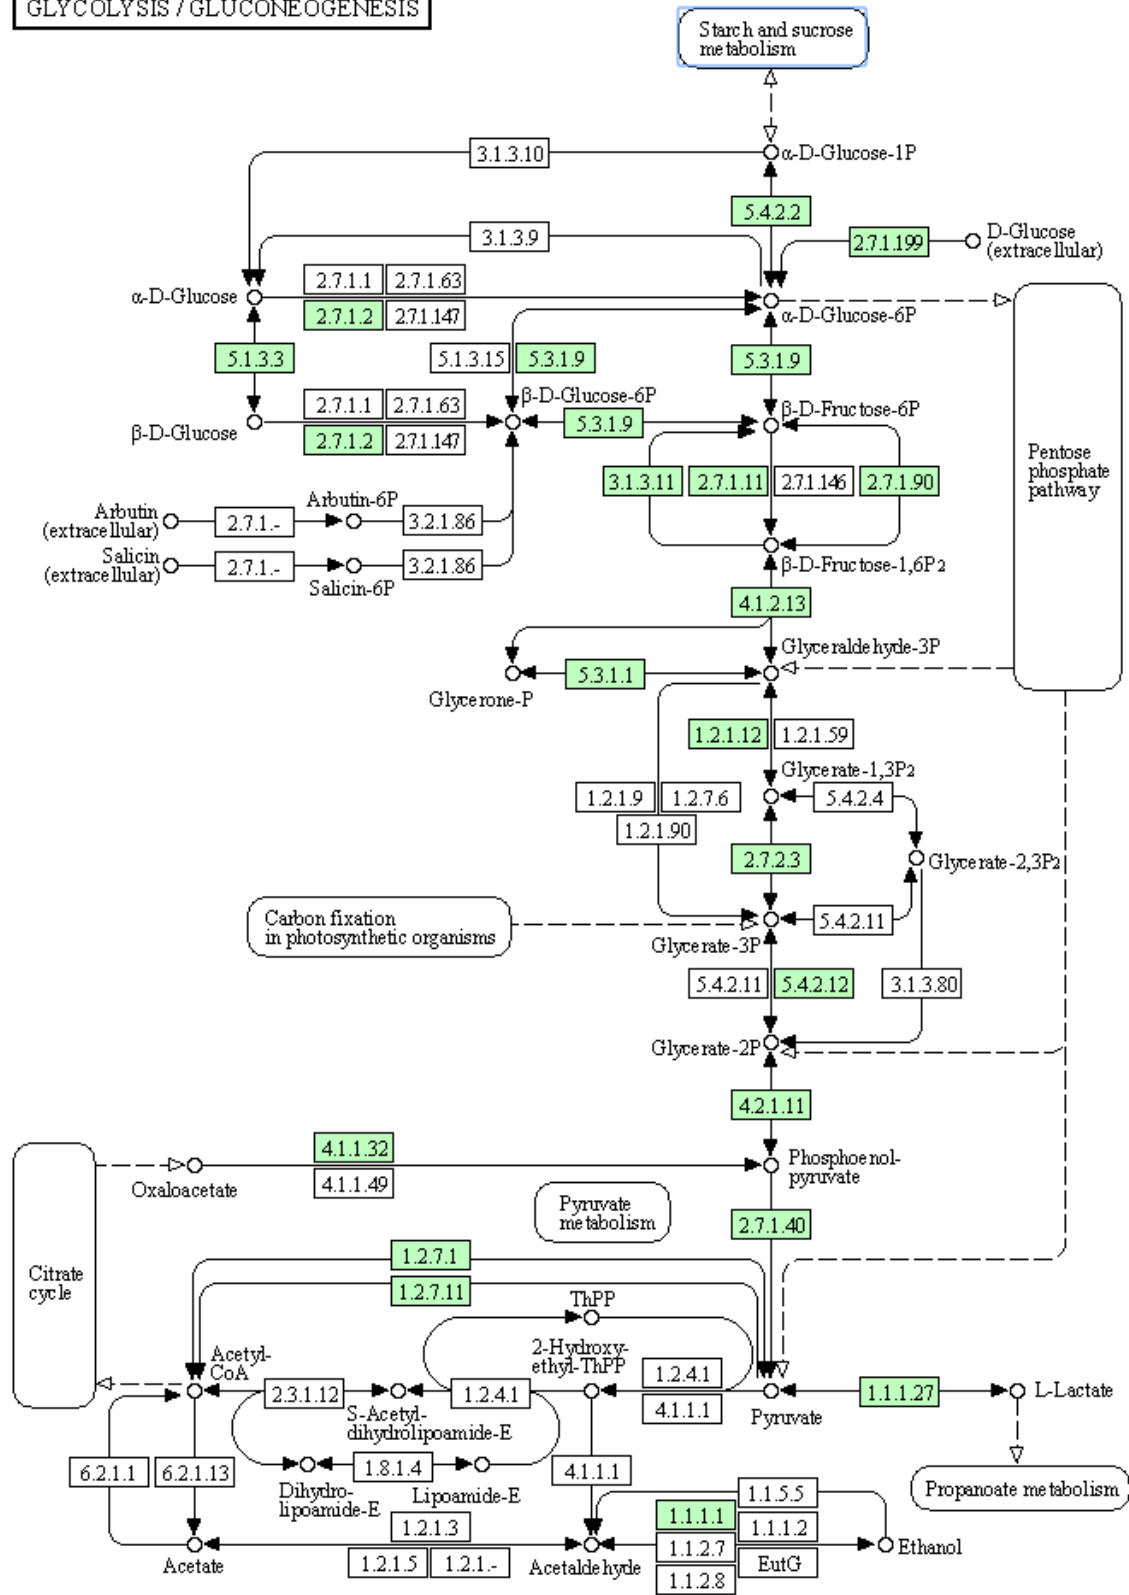 GLYCOLYSIS / GLUCONEOGENESIS
Starch and sucrose
metabolism
3.1.3.10
α-D-Glucose-1P
5.4.2.2
3.1.3.9
2.7.1.199
D-Glucose
(extracellular)
2.7.1.1
2.7.1.63
α-D-Glucose
2.7.1.2
2.7.1.147
α-D-Glucose-6P
5.1.3.3
5.1.3.15
5.3.1.9
5.3.1.9
2.7.1.1
2.7.1.63
β-D-Glucose-6P
β-D-Fructose-6P
5.3.1.9
β-D-Glucose
2.7.1.2
2.7.1.147
Pentose
phosphate
pathway
3.1.3.11
2.7.1.11
2.7.1.146
2.7.1.90
Arbutin-6P
Arbutin
(extracellular)
2.7.1.-
3.2.1.86
Salicin
(extracellular)
2.7.1.-
3.2.1.86
Salicin-6P
β-D-Fructose-1,6P2
4.1.2.13
Glyceraldehyde-3P
5.3.1.1
Glycerone-P
1.2.1.12
1.2.1.59
Glycerate-1,3P2
1.2.1.9
1.2.7.6
5.4.2.4
1.2.1.90
2.7.2.3
Glycerate-2,3P2
Carbon fixation
in photosynthetic organisms
5.4.2.11
Glycerate-3P
5.4.2.11
5.4.2.12
3.1.3.80
Glycerate-2P
4.2.1.11
4.1.1.32
Oxaloacetate
4.1.1.49
Phosphoenol-
pyruvate
Pyruvate
metabolism
2.7.1.40
1.2.7.1
Citrate
cycle
1.2.7.11
ThPP
Acetyl-
CoA
2-Hydroxy-
ethyl-ThPP
1.2.4.1
2.3.1.12
1.2.4.1
4.1.1.1
1.1.1.27
L-Lactate
S-Acetyl-
dihydrolipoamide-E
Pyruvate
6.2.1.1
6.2.1.13
1.8.1.4
4.1.1.1
Dihydro-
lipoamide-E
Lipoamide-E
Propanoate metabolism
1.1.5.5
1.2.1.3
1.1.1.1
1.1.1.2
Acetate
1.2.1.5
1.2.1.-
Acetaldehyde
1.1.2.7
EutG
Ethanol
1.1.2.8